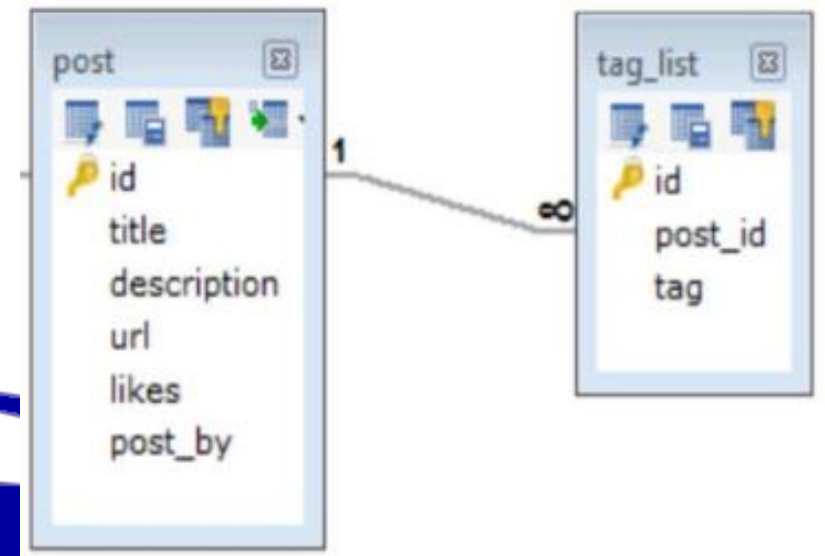 post
id
title
description
url
likes
post_by
1
∞
tag_list
id
post_id
tag